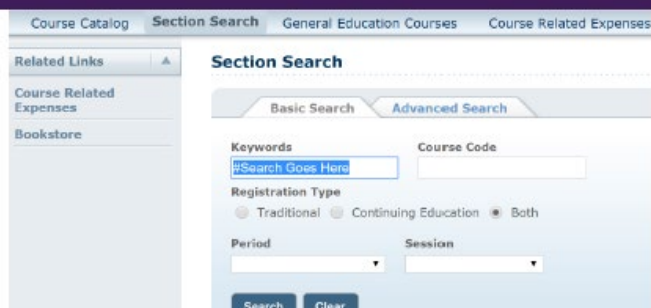 Course Catalog Section Search General Education Courses Course Related Expenses
Related Links
Section Search
Course Related
Expenses
Bookstore
Basic Search Advanced Search
Keywords Course Code
#Search Goes Here
Registration Type
Traditional Continuing Education Both
Period Session
Search Clear